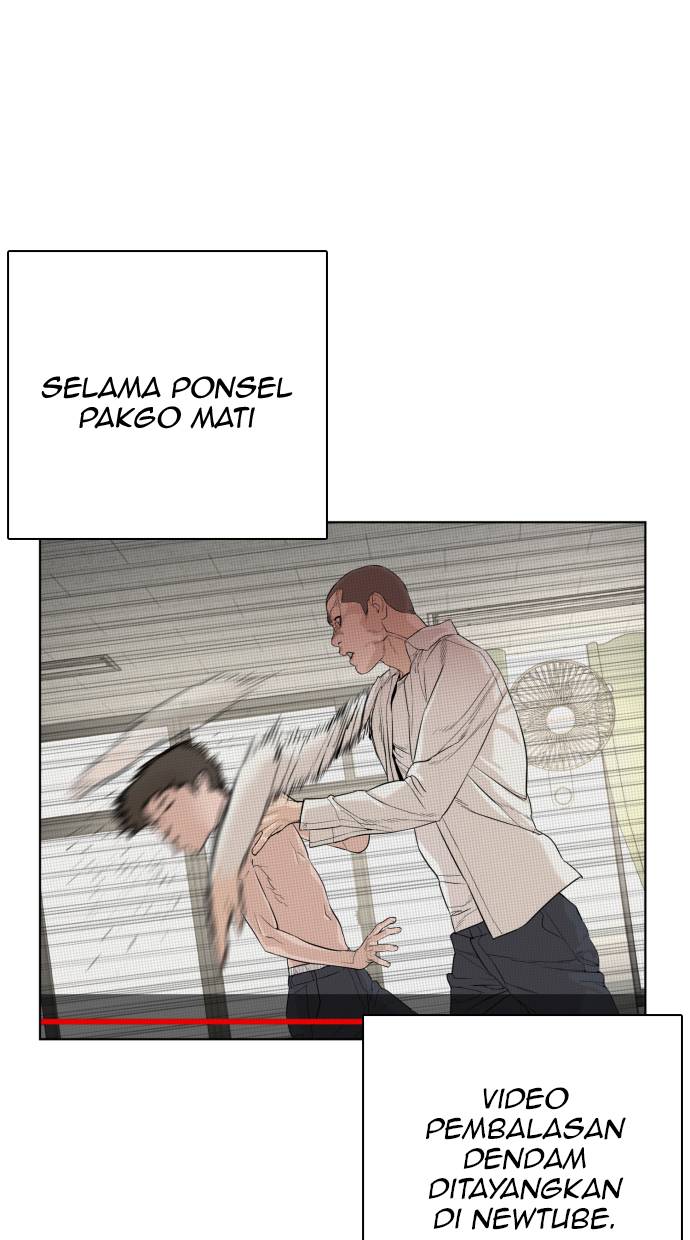 SELAMA PONSEL
PAKGO MATI
VIDEO
PEMBALASAN
DENDAM
DITAYANGKAN
DI NEWTUBE.